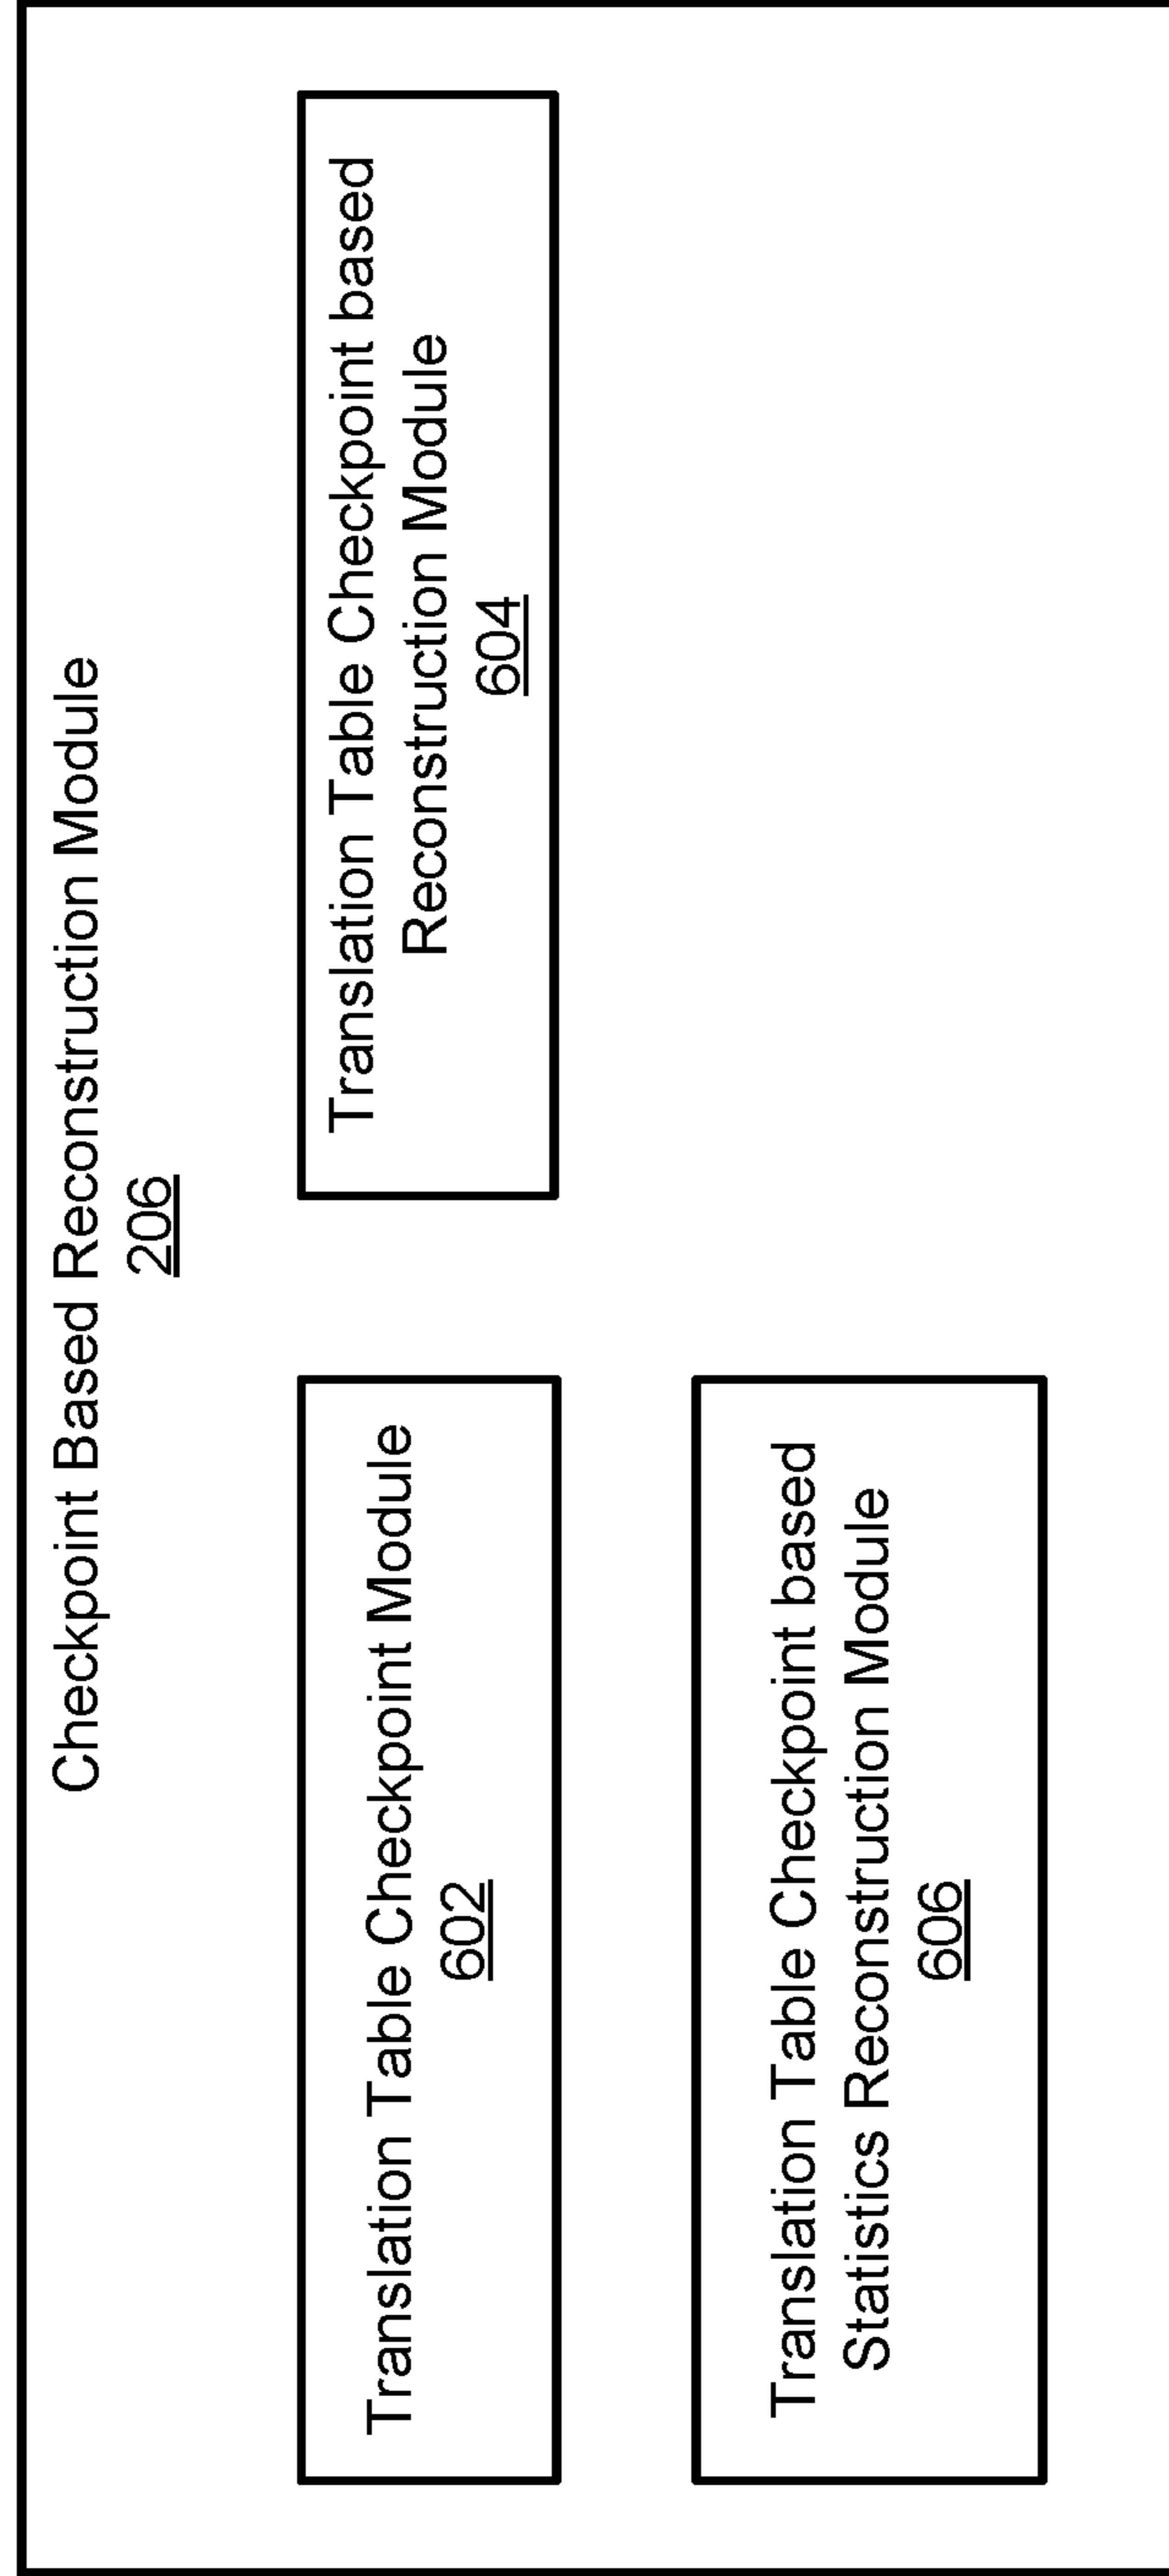 Checkpoint Based Reconstruction Module
206
Translation Table Checkpoint Module
602
Translation Table Checkpoint based
Reconstruction Module
604
Translation Table Checkpoint based
Statistics Reconstruction Module
606